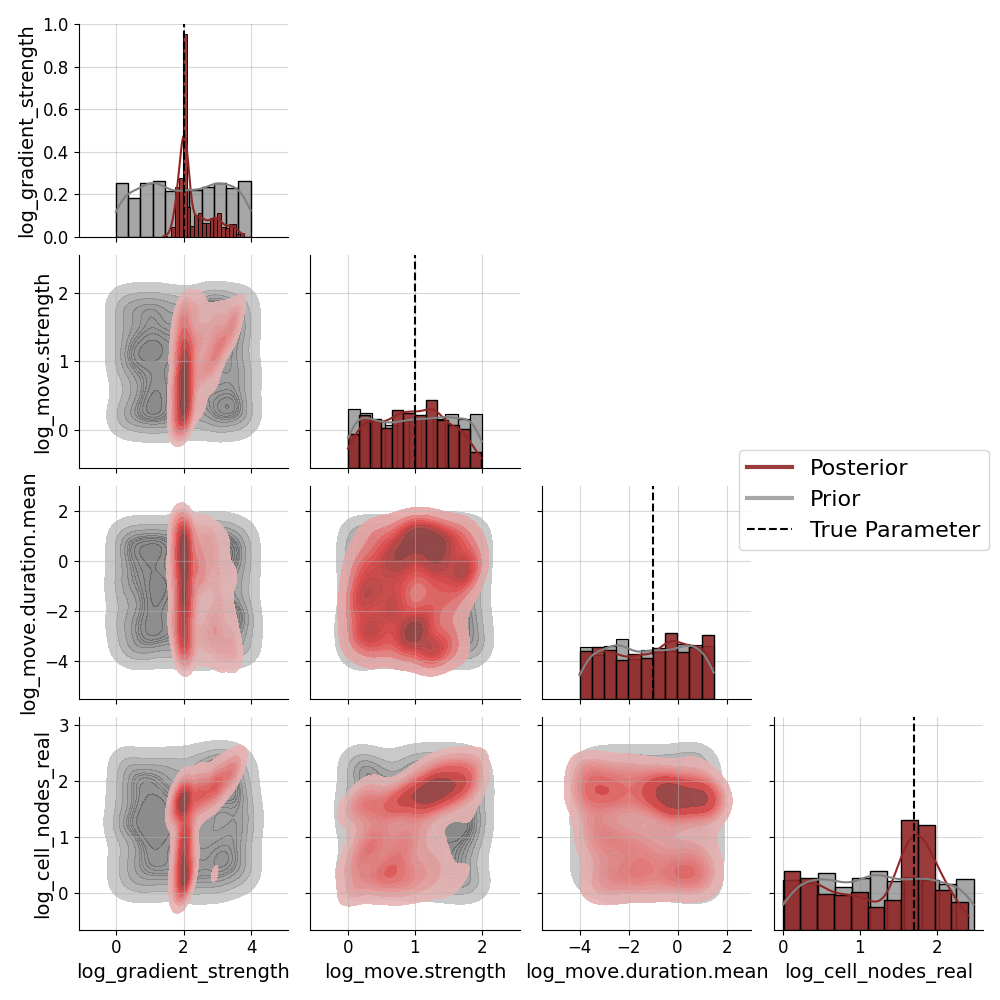 log_gradient_strength
1.0
0.8
0.6
0.4
0.2
0.0
log_move.strength
2
1
0
log_move.duration.mean
2
0
−2
−4
Posterior
Prior
True Parameter
log_cell_nodes_real
3
2
1
0
0 2 4
0 1 2
−4 −2 0 2
0 1 2
log_gradient_strength
log_move.strength
log_move.duration.mean
log_cell_nodes_real